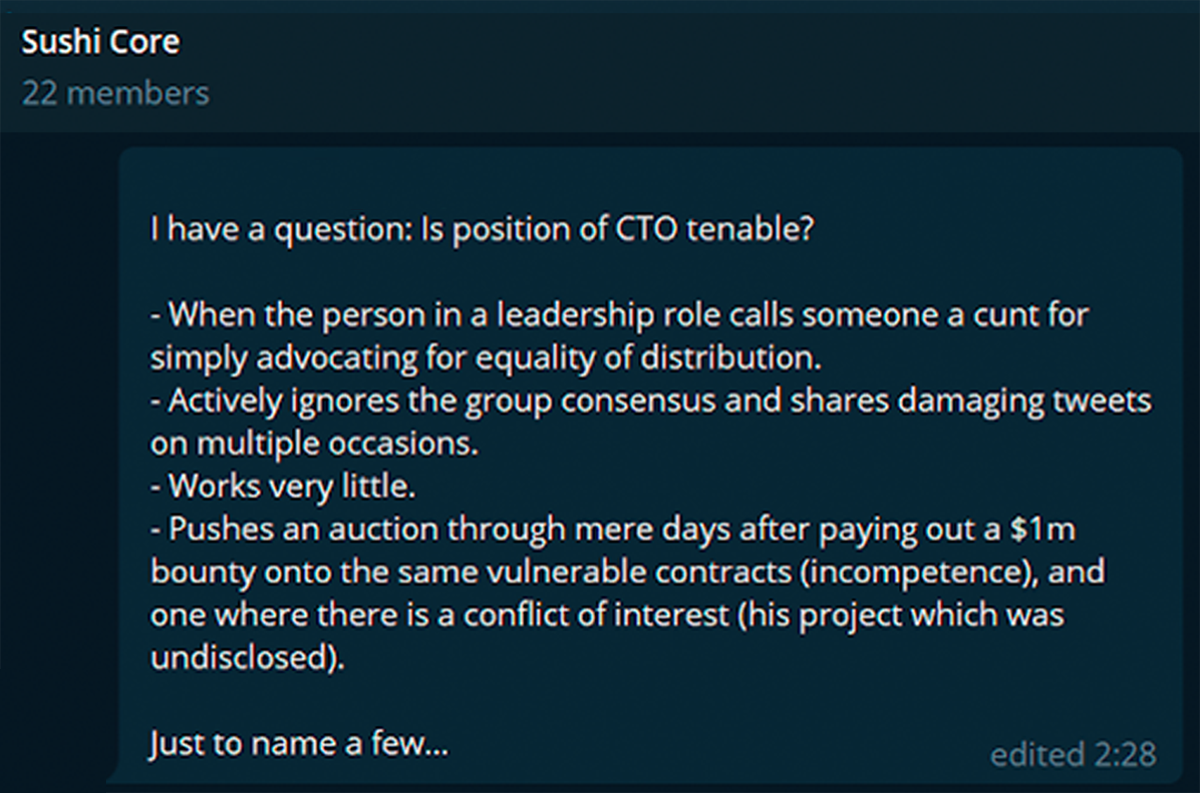 Sushi Core
22 members
I have a question: Is position of CTO tenable?
- When the person in a leadership role calls someone a cunt for
simply advocating for equality of distribution.
- Actively ignores the group consensus and shares damaging tweets
on multiple occasions.
- Works very little.
- Pushes an auction through mere days after paying out a $1m
bounty onto the same vulnerable contracts (incompetence), and
one where there is a conflict of interest (his project which was
undisclosed).
Just to name a few...
edited 2:28